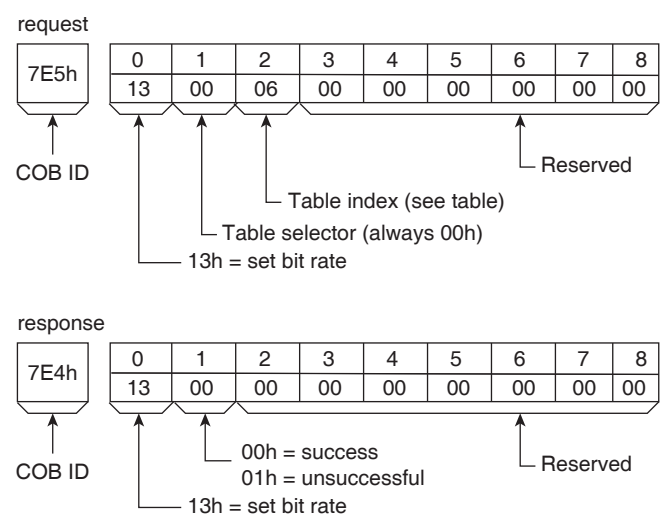 request
7E5h
0 1 2 3 4 5 6 7 8
13 00 06 00 00 00 00 00 00
COB ID
Reserved
Table index (see table)
Table selector (always 00h)
13h = set bit rate
response
7E4h
0 1 2 3 4 5 6 7 8
13 00 00 00 00 00 00 00 00
COB ID
00h = success
01h = unsuccessful
Reserved
13h = set bit rate